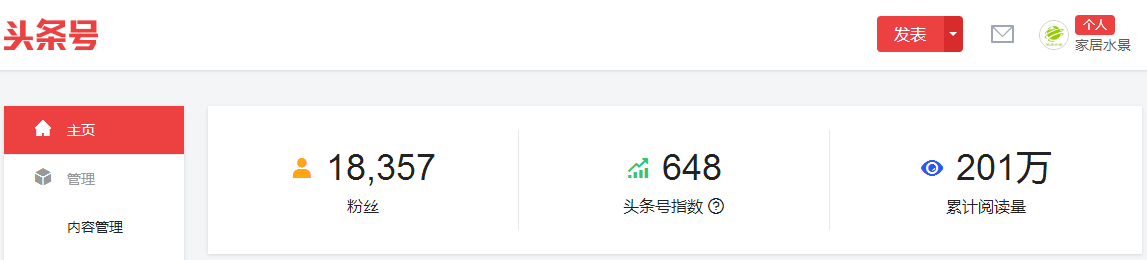 头条号
发表
个人
家居水景
主页
管理
内容管理
18,357
粉丝
648
头条号指数
201万
累计阅读量